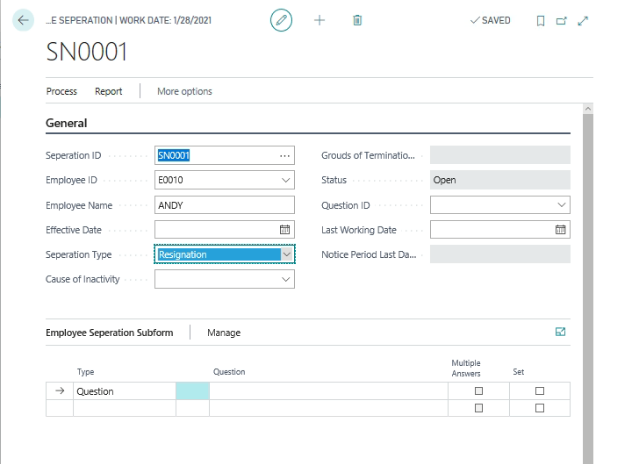 ...E SEPERATION | WORK DATE: 1/28/2021
SAVED
SN0001
Process Report More options
General
Seperation ID SN0001 ... Grouds of Terminatio...
Employee ID E0010 Status Open
Employee Name ANDY Question ID
Effective Date Last Working Date
Seperation Type Resignation Notice Period Last Da...
Cause of Inactivity
Employee Seperation Subform Manage
Type Question Multiple Answers Set
Question